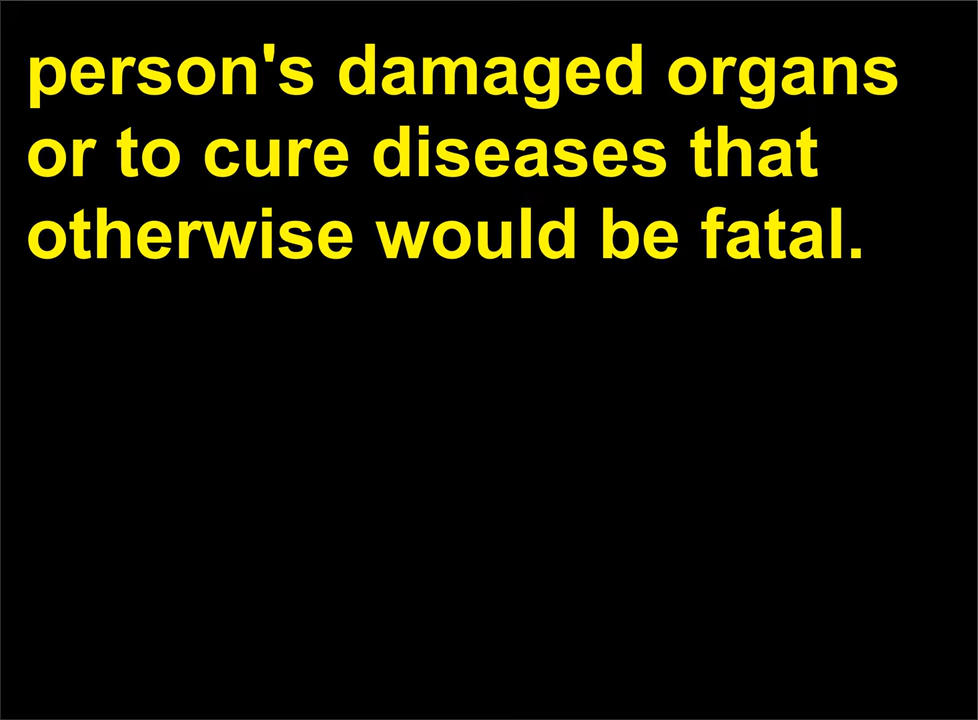 person's damaged organs
or to cure diseases that
otherwise would be fatal.